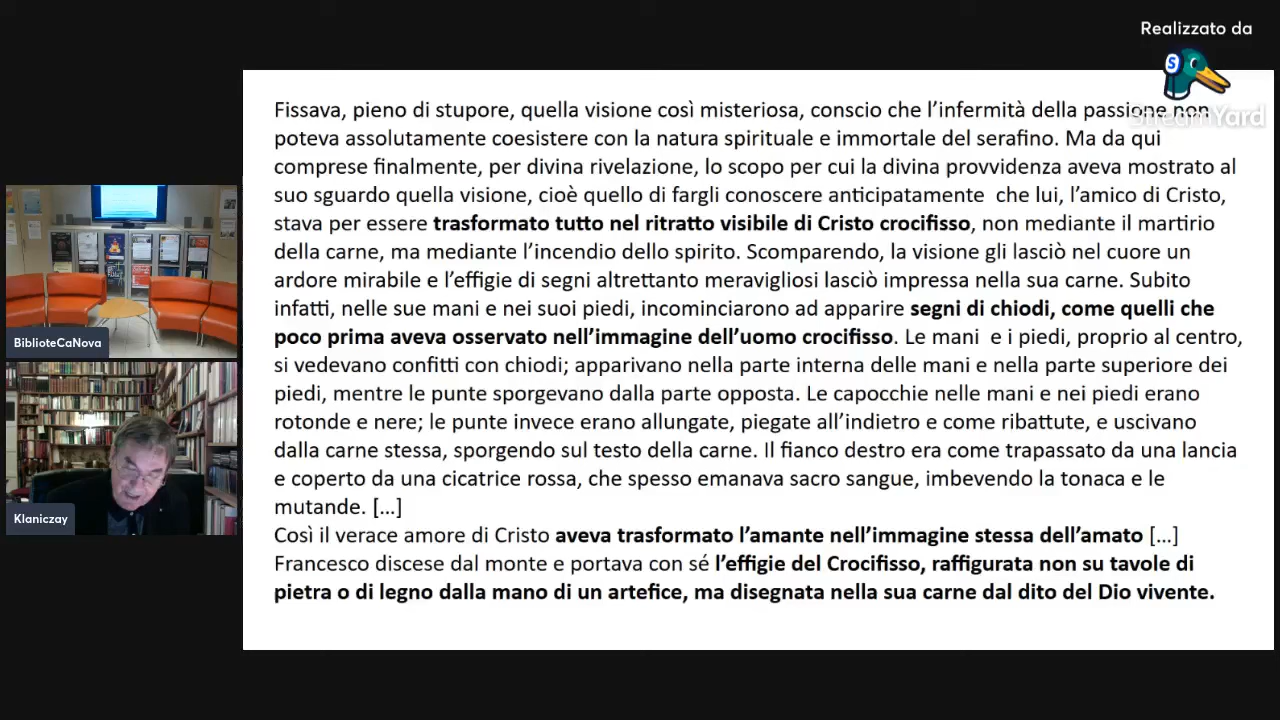 Realizzato da
S
StreamYard
Fissava, pieno di stupore, quella visione così misteriosa, conscio che l’infermità della passione non
poteva assolutamente coesistere con la natura spirituale e immortale del serafino. Ma da qui
comprese finalmente, per divina rivelazione, lo scopo per cui la divina provvidenza aveva mostrato al
suo sguardo quella visione, cioè quello di fargli conoscere anticipatamente  che lui, l’amico di Cristo,
stava per essere trasformato tutto nel ritratto visibile di Cristo crocifisso, non mediante il martirio
della carne, ma mediante l’incendio dello spirito. Scomparendo, la visione gli lasciò nel cuore un
ardore mirabile e l’effigie di segni altrettanto meravigliosi lasciò impressa nella sua carne. Subito
infatti, nelle sue mani e nei suoi piedi, incominciarono ad apparire segni di chiodi, come quelli che
poco prima aveva osservato nell’immagine dell’uomo crocifisso. Le mani  e i piedi, proprio al centro,
si vedevano confitti con chiodi; apparivano nella parte interna delle mani e nella parte superiore dei
piedi, mentre le punte sporgevano dalla parte opposta. Le capocchie nelle mani e nei piedi erano
rotonde e nere; le punte invece erano allungate, piegate all’indietro e come ribattute, e uscivano
dalla carne stessa, sporgendo sul testo della carne. Il fianco destro era come trapassato da una lancia
e coperto da una cicatrice rossa, che spesso emanava sacro sangue, imbevendo la tonaca e le
mutande. [...]
Così il verace amore di Cristo aveva trasformato l’amante nell’immagine stessa dell’amato [...]
Francesco discese dal monte e portava con sé l’effigie del Crocifisso, raffigurata non su tavole di
pietra o di legno dalla mano di un artefice, ma disegnata nella sua carne dal dito del Dio vivente.
BiblioteCaNova
Klaniczay